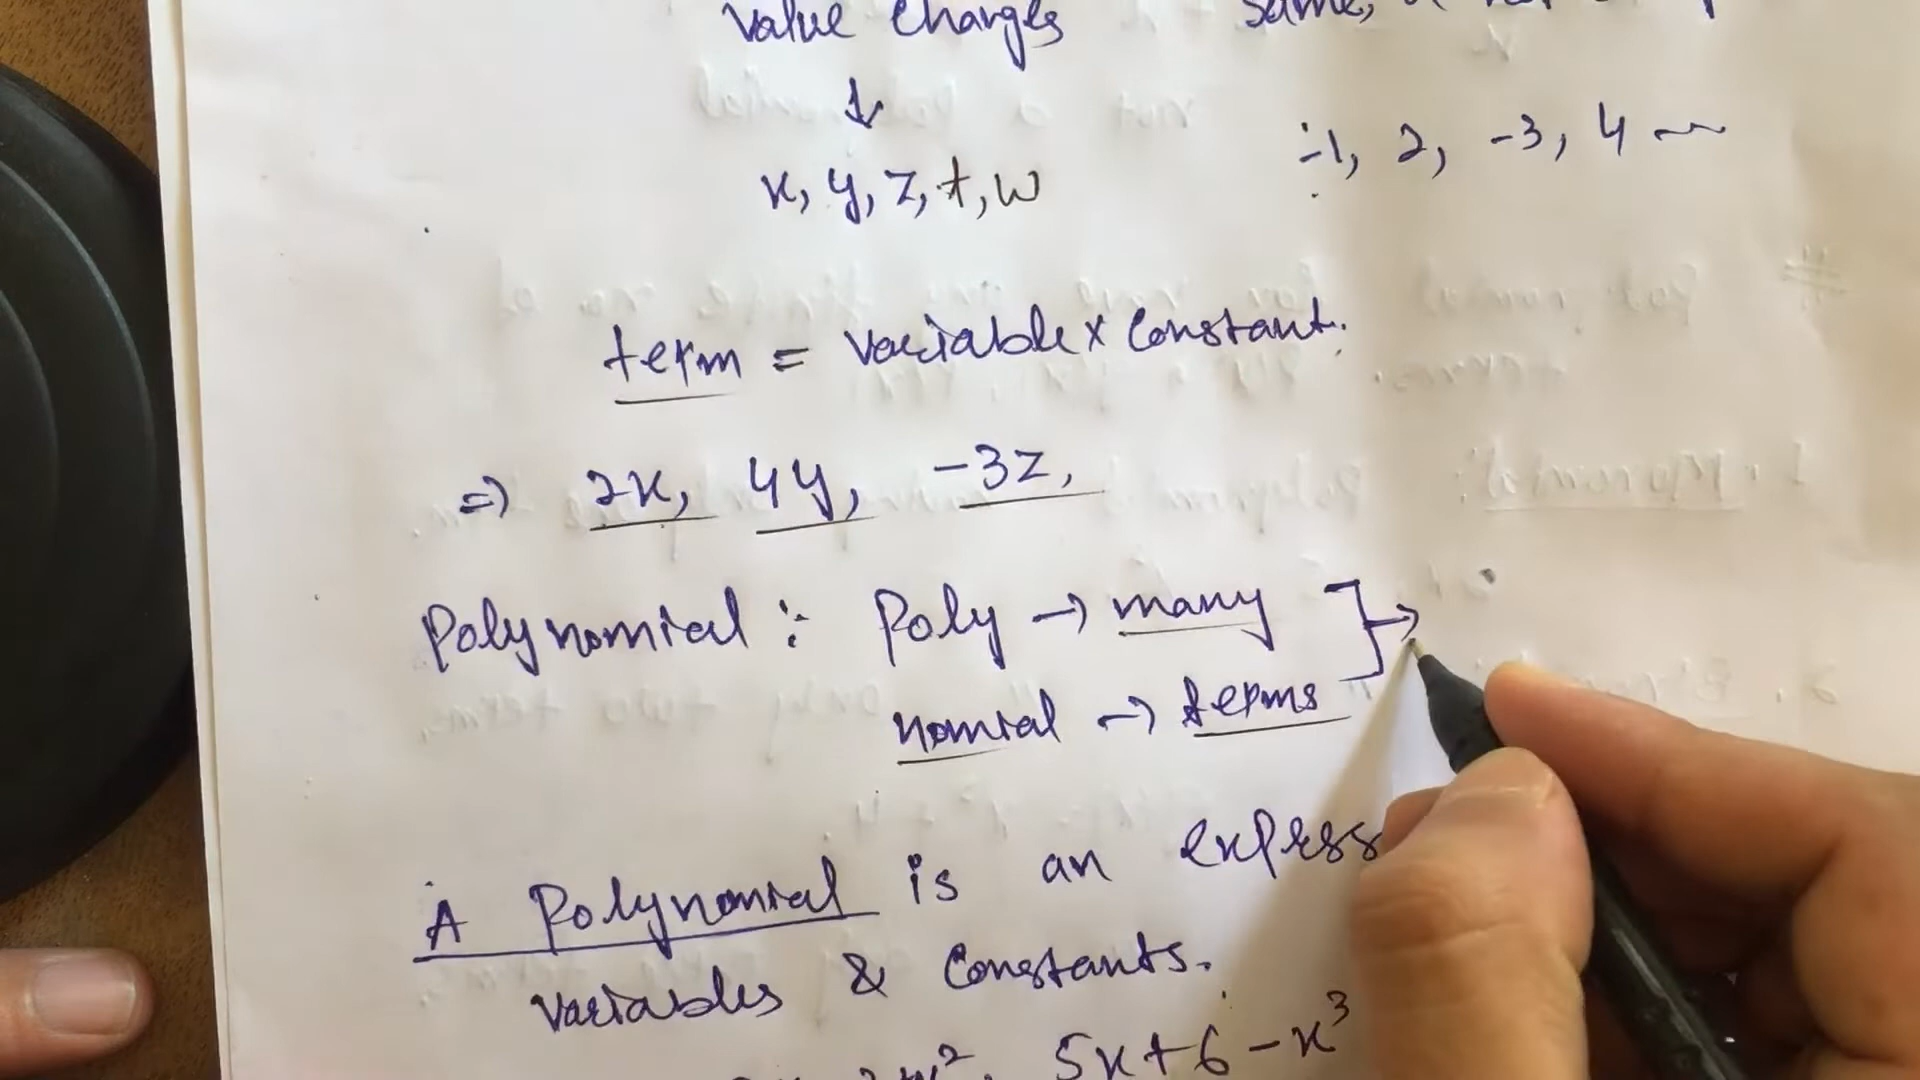 value changes same,
x, y, z, t, w -1, 2, -3, 4
term = variable x Constant.
=> 2x, 4y, -3z,
Polynomial : Poly → many
nomial → terms
A Polynomial is an
variables & Constants.
5x+6-x³